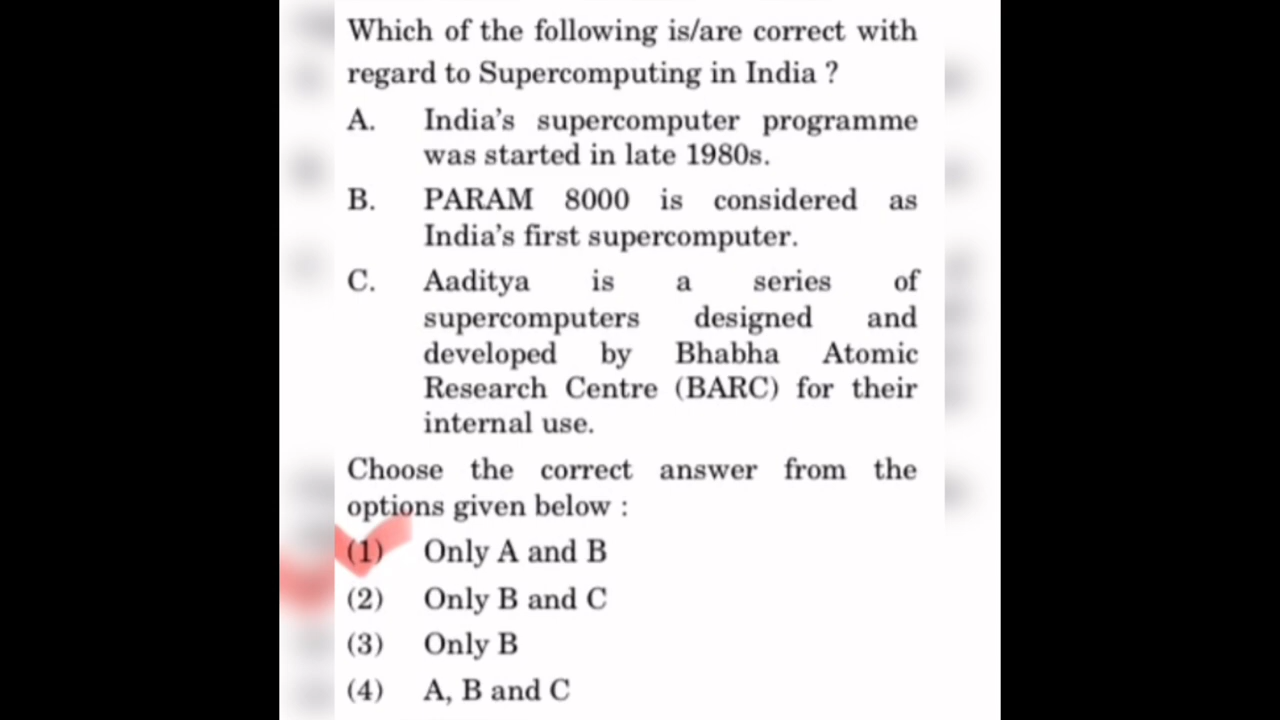 Which of the following is/are correct with
regard to Supercomputing in India ?
A. India's supercomputer programme
was started in late 1980s.
B. PARAM 8000 is considered as
India's first supercomputer.
C. Aaditya is a series of
supercomputers designed and
developed by Bhabha Atomic
Research Centre (BARC) for their
internal use.
Choose the correct answer from the
options given below :
(1) Only A and B
(2) Only B and C
(3) Only B
(4) A, B and C